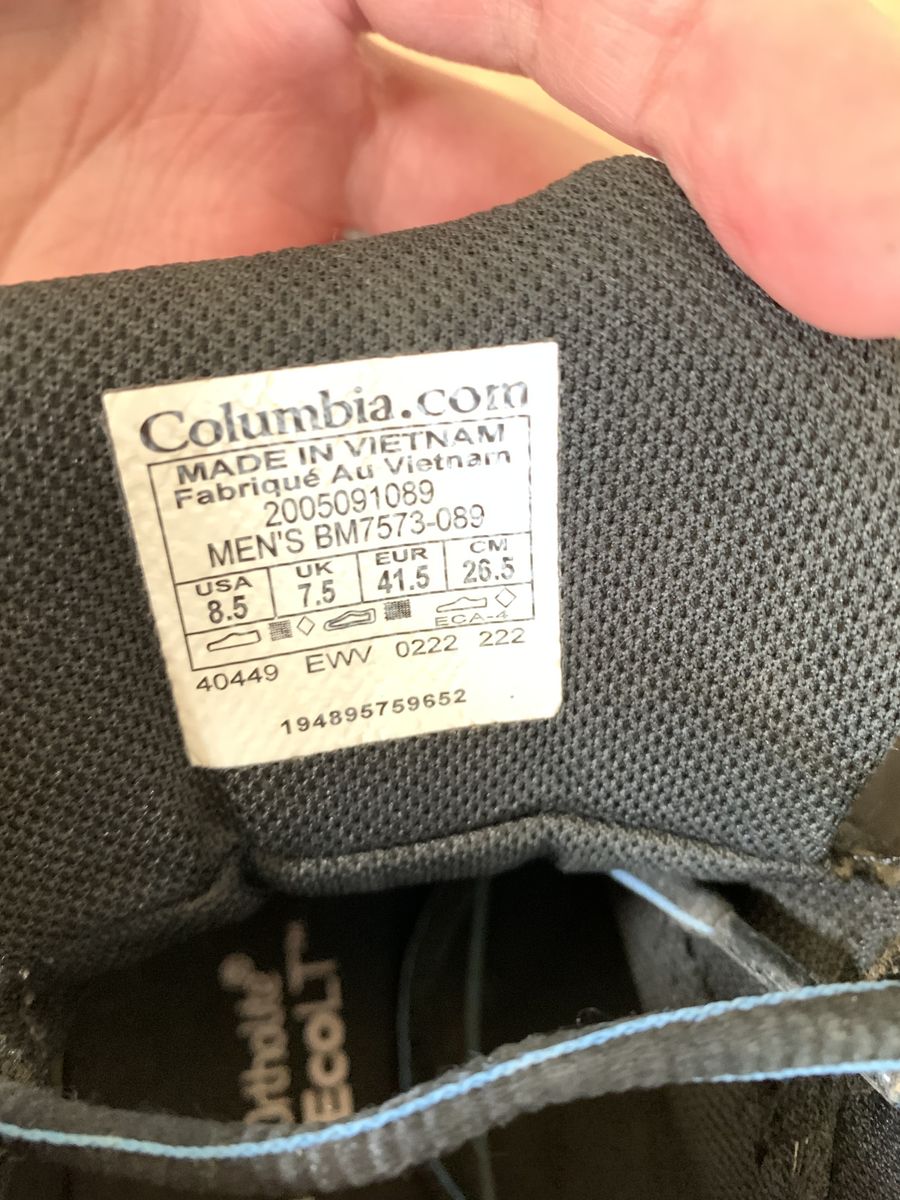 Columbia.com
MADE IN VIETNAM
Fabriqué Au Vietnam
2005091089
MEN'S BM7573-089
USA UK EUR CM
8.5 7.5 41.5 26.5
ECA-4
40449 EWV 0222 222
194895759652
Ortholite®
EcoLT™